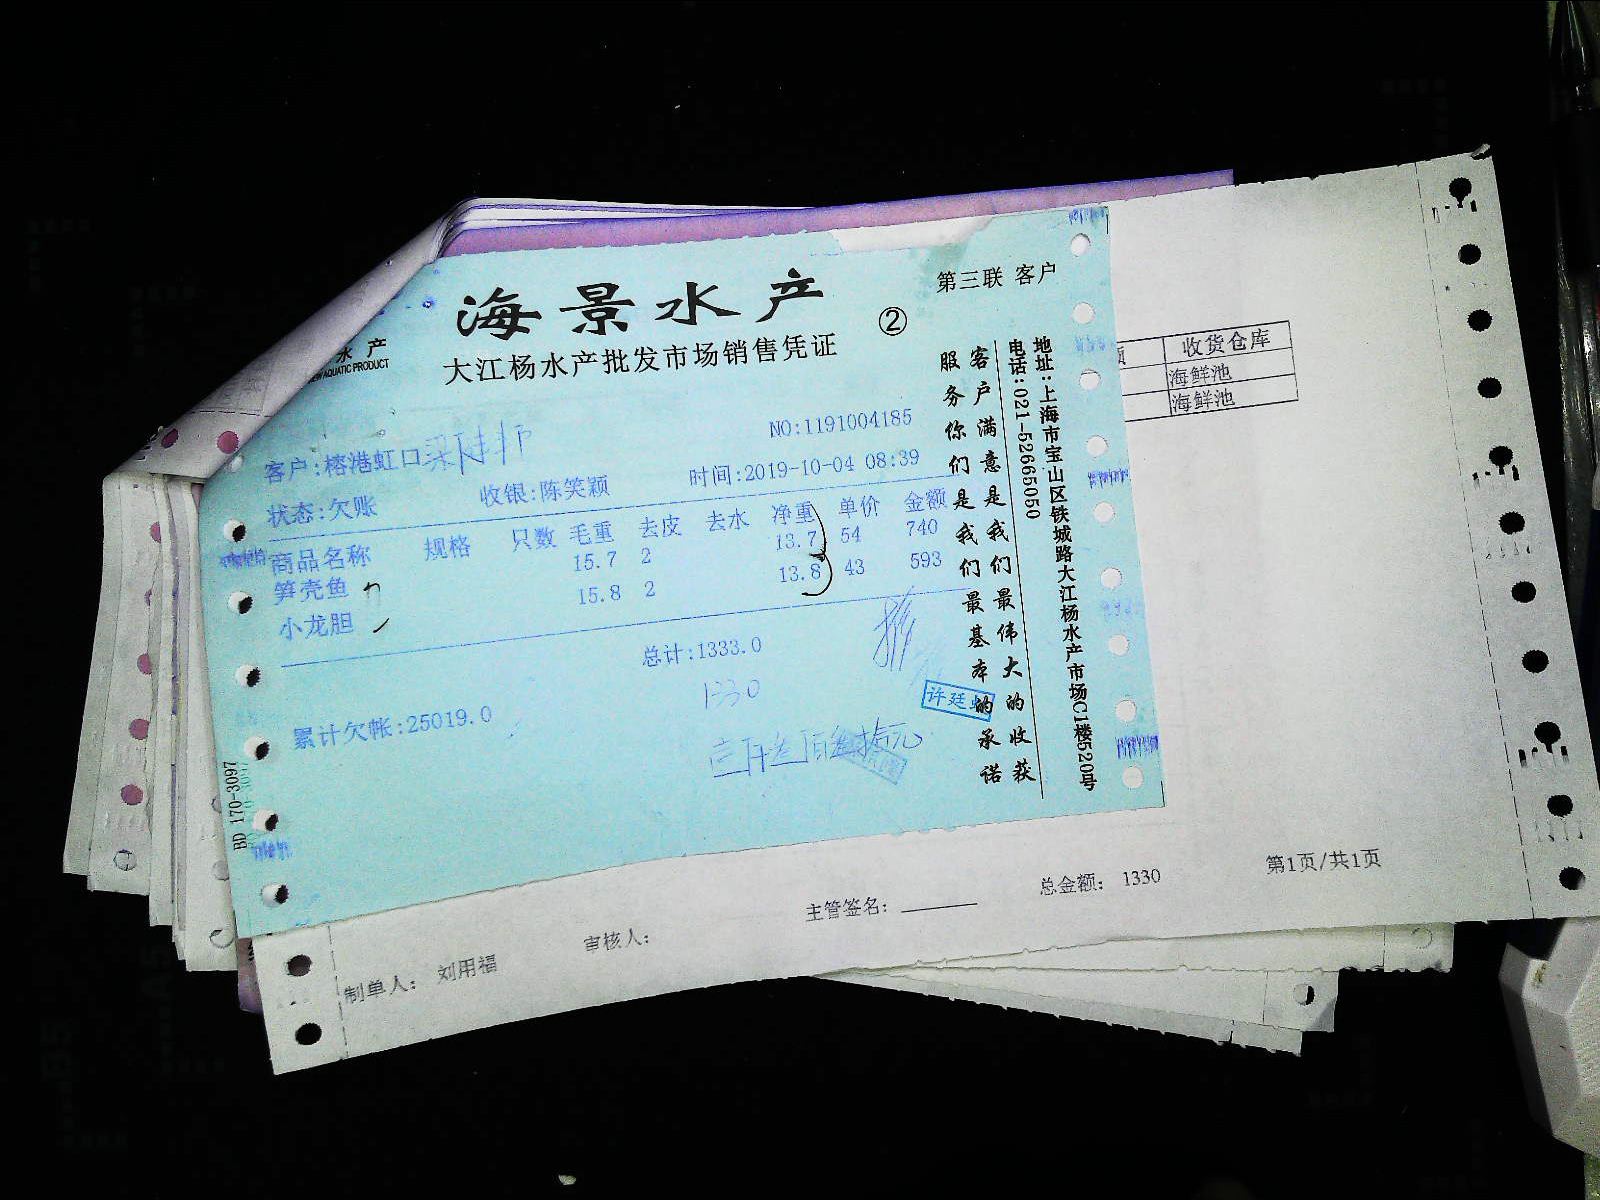 海景水产
②
第三联 客户
水产
AQUATIC PRODUCT
大江杨水产批发市场销售凭证
NO:1191004185
客户:榕港虹口
状态:欠账 收银:陈笑颖 时间:2019-10-04 08:39
商品名称 规格 只数 毛重 去皮 去水 净重 单价 金额
笋壳鱼 15.7 2 13.7 54 740
小龙胆 15.8 2 13.8 43 593
总计:1333.0
1330
累计欠帐:25019.0
BD 170-3097
客户满意是我们最伟大的收获
服务你们是我们最基本的承诺
地址:上海市宝山区铁城路大江杨水产市场C1楼520号
电话:021-52665050
收货仓库
海鲜池
海鲜池
制单人: 刘用福 审核人: 主管签名: 总金额: 1330 第1页/共1页